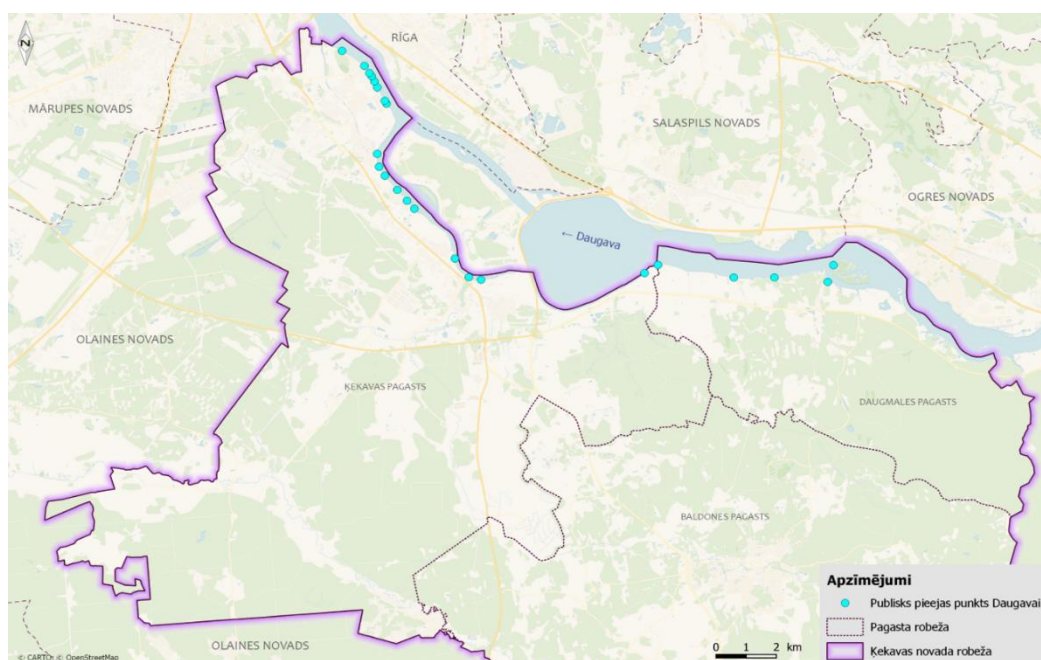 Z
RĪGA
MĀRUPES NOVADS
SALASPILS NOVADS
OGRES NOVADS
← Daugava
OLAINES NOVADS
ĶEKAVAS PAGASTS
DAUGMALES PAGASTS
BALDONES PAGASTS
OLAINES NOVADS
Apzīmējumi
Publisks pieejas punkts Daugavai
Pagasta robeža
Ķekavas novada robeža
0 1 2 km
© CARTO, © OpenStreetMap